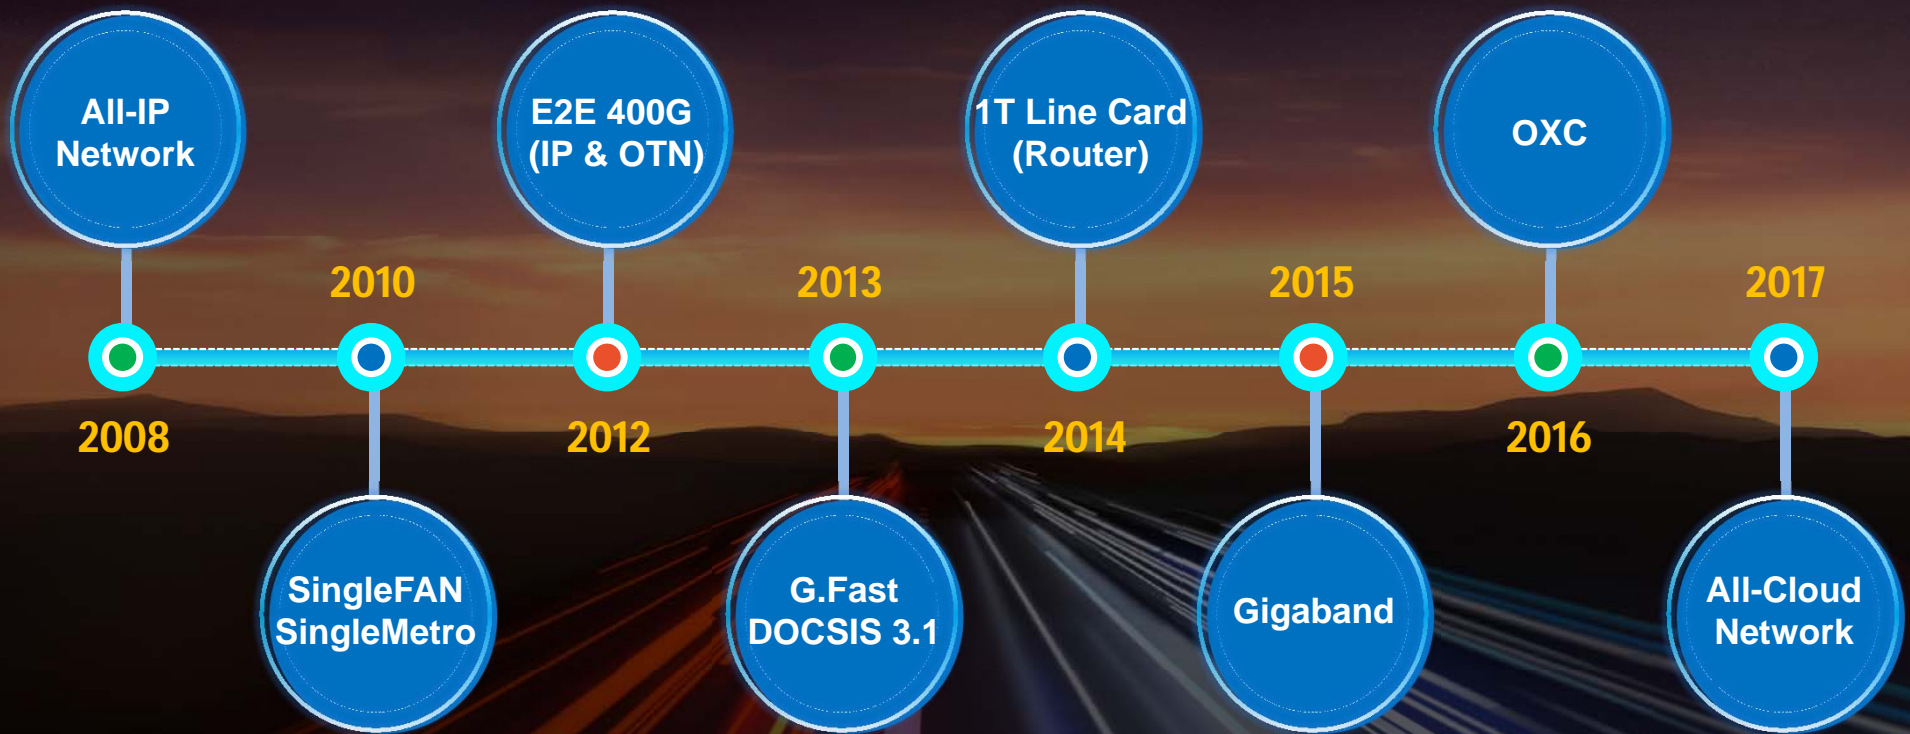 All-IP
Network
E2E 400G
(IP & OTN)
1T Line Card
(Router)
OXC
2010
2013
2015
2017
2008
2012
2014
2016
SingleFAN
SingleMetro
G.Fast
DOCSIS 3.1
Gigaband
All-Cloud
Network